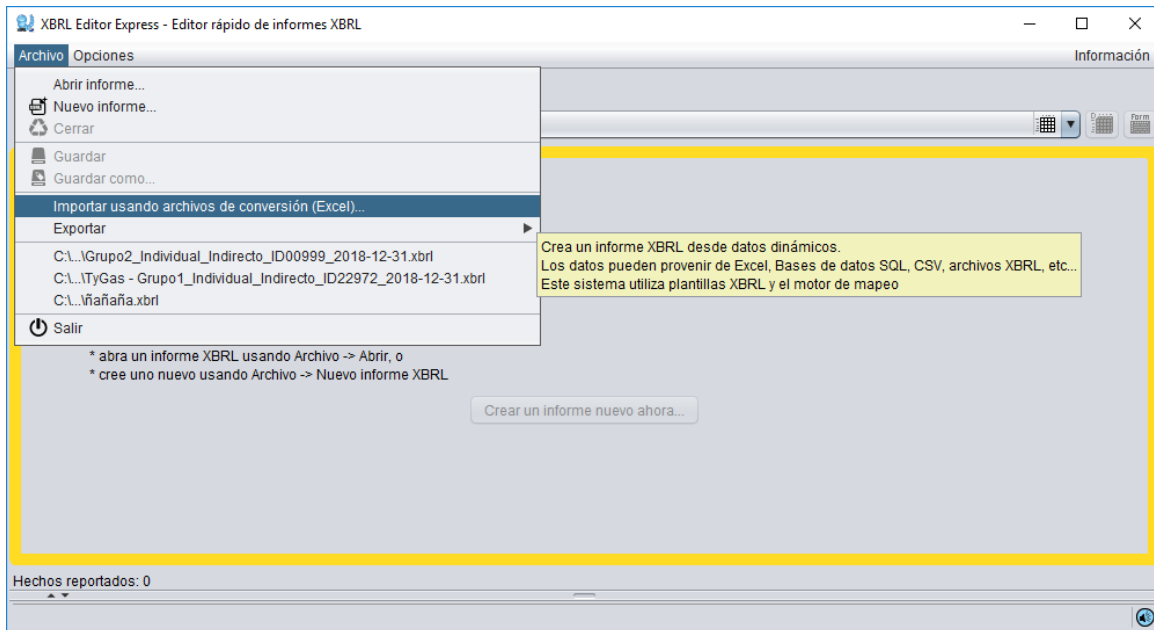 XBRL Editor Express - Editor rápido de informes XBRL
Archivo Opciones Información
Abrir informe...
Nuevo informe...
Cerrar
Guardar
Guardar como...
Importar usando archivos de conversión (Excel)...
Exportar
Crea un informe XBRL desde datos dinámicos.
Los datos pueden provenir de Excel, Bases de datos SQL, CSV, archivos XBRL, etc...
Este sistema utiliza plantillas XBRL y el motor de mapeo
C:\...\Grupo2_Individual_Indirecto_ID00999_2018-12-31.xbrl
C:\...\TyGas - Grupo1_Individual_Indirecto_ID22972_2018-12-31.xbrl
C:\...\ñañaña.xbrl
Salir
* abra un informe XBRL usando Archivo -> Abrir, o
* cree uno nuevo usando Archivo -> Nuevo informe XBRL
Crear un informe nuevo ahora...
Hechos reportados: 0